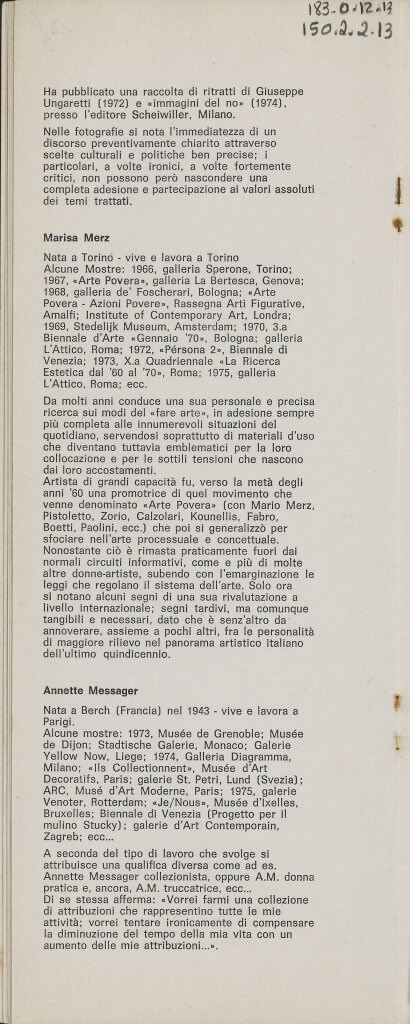 183-0-12-13
150.2.2.13
Ha pubblicato una raccolta di ritratti di Giuseppe
Ungaretti (1972) e «immagini del no» (1974),
presso l'editore Scheiwiller, Milano.
Nelle fotografie si nota l'immediatezza di un
discorso preventivamente chiarito attraverso
scelte culturali e politiche ben precise; i
particolari, a volte ironici, a volte fortemente
critici, non possono però nascondere una
completa adesione e partecipazione ai valori assoluti
dei temi trattati.
Marisa Merz
Nata a Torino - vive e lavora a Torino
Alcune Mostre: 1966, galleria Sperone, Torino;
1967, «Arte Povera», galleria La Bertesca, Genova;
1968, galleria de' Foscherari, Bologna; «Arte
Povera - Azioni Povere», Rassegna Arti Figurative,
Amalfi; Institute of Contemporary Art, Londra;
1969, Stedelijk Museum, Amsterdam; 1970, 3.a
Biennale d'Arte «Gennaio '70», Bologna; galleria
L'Attico, Roma; 1972, «Pérsona 2», Biennale di
Venezia; 1973, X.a Quadriennale «La Ricerca
Estetica dal '60 al '70», Roma; 1975, galleria
L'Attico, Roma; ecc.
Da molti anni conduce una sua personale e precisa
ricerca sui modi del «fare arte», in adesione sempre
più completa alle innumerevoli situazioni del
quotidiano, servendosi soprattutto di materiali d'uso
che diventano tuttavia emblematici per la loro
collocazione e per le sottili tensioni che nascono
dai loro accostamenti.
Artista di grandi capacità fu, verso la metà degli
anni '60 una promotrice di quel movimento che
venne denominato «Arte Povera» (con Mario Merz,
Pistoletto, Zorio, Calzolari, Kounellis, Fabro,
Boetti, Paolini, ecc.) che poi si generalizzò per
sfociare nell'arte processuale e concettuale.
Nonostante ciò è rimasta praticamente fuori dai
normali circuiti informativi, come e più di molte
altre donne-artiste, subendo con l'emarginazione le
leggi che regolano il sistema dell'arte. Solo ora
si notano alcuni segni di una sua rivalutazione a
livello internazionale; segni tardivi, ma comunque
tangibili e necessari, dato che è senz'altro da
annoverare, assieme a pochi altri, fra le personalità
di maggiore rilievo nel panorama artistico italiano
dell'ultimo quindicennio.
Annette Messager
Nata a Berch (Francia) nel 1943 - vive e lavora a
Parigi.
Alcune mostre: 1973, Musée de Grenoble; Musée
de Dijon; Stadtische Galerie, Monaco; Galerie
Yellow Now, Liege; 1974, Galleria Diagramma,
Milano; «Ils Collectionnent», Musée d'Art
Decoratifs, Paris; galerie St. Petri, Lund (Svezia);
ARC, Musé d'Art Moderne, Paris; 1975, galerie
Venoter, Rotterdam; «Je/Nous», Musée d'Ixelles,
Bruxelles; Biennale di Venezia (Progetto per il
mulino Stucky); galerie d'Art Contemporain,
Zagreb; ecc...
A seconda del tipo di lavoro che svolge si
attribuisce una qualifica diversa come ad es.
Annette Messager collezionista, oppure A.M. donna
pratica e, ancora, A.M. truccatrice, ecc...
Di se stessa afferma: «Vorrei farmi una collezione
di attribuzioni che rappresentino tutte le mie
attività; vorrei tentare ironicamente di compensare
la diminuzione del tempo della mia vita con un
aumento delle mie attribuzioni...».